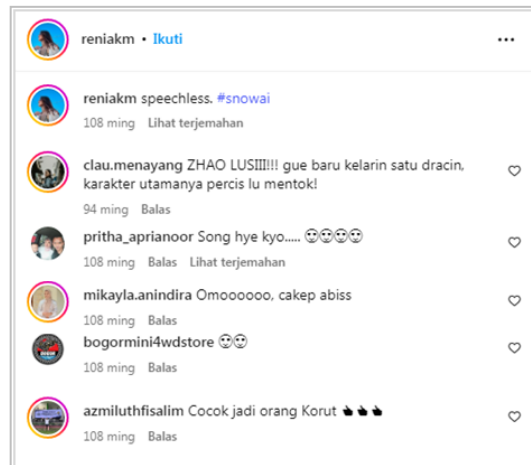 reniakm • Ikuti
reniakm speechless. #snowai
108 ming Lihat terjemahan
clau.menayang ZHAO LUSIII!!! gue baru kelarin satu dracin,
karakter utamanya percis lu mentok!
94 ming Balas
pritha_aprianoor Song hye kyo..... 😍😍😍😍
108 ming Balas Lihat terjemahan
mikayla.anindira Omoooooo, cakep abiss
108 ming Balas
bogormini4wdstore 😍😍
108 ming Balas
azmiluthfisalim Cocok jadi orang Korut 👍👍👍
108 ming Balas